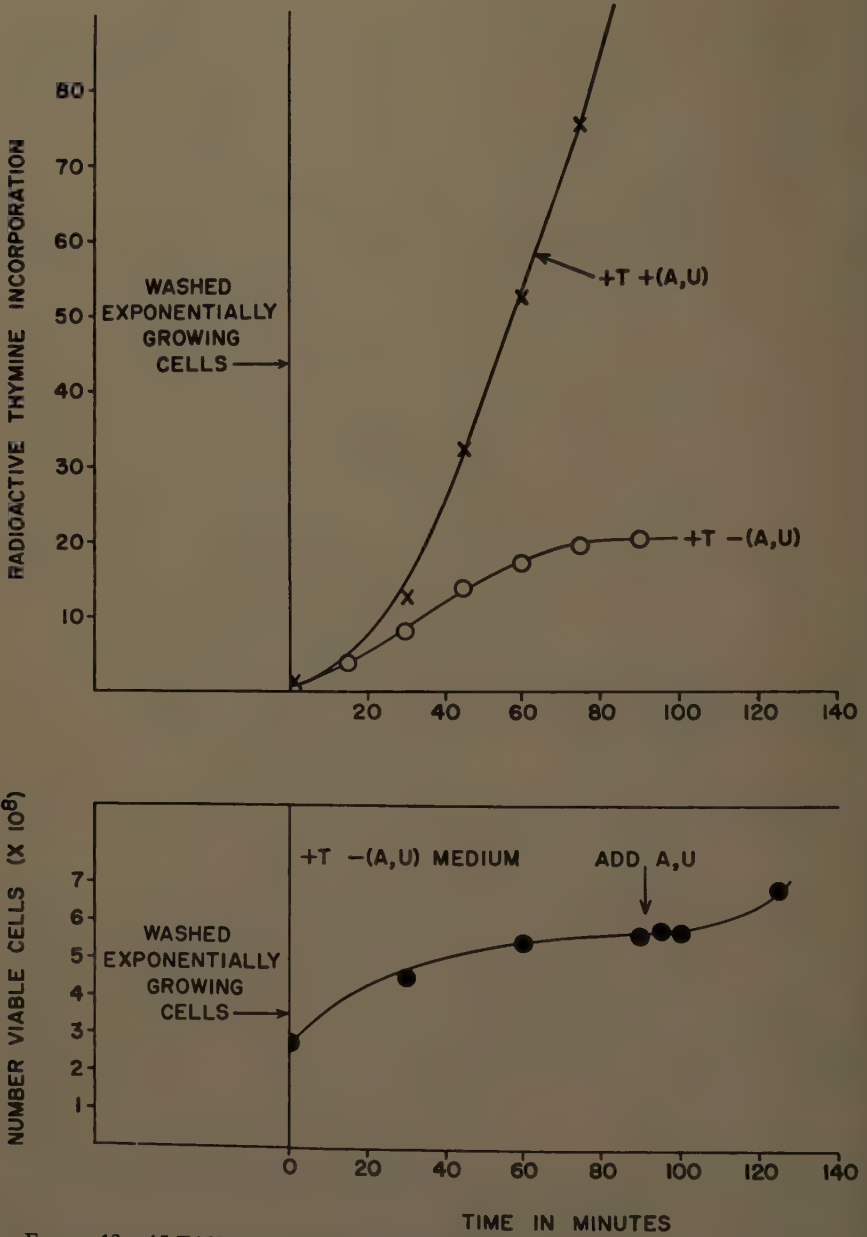 RADIOACTIVE THYMINE INCORPORATION
80
70
60
50
40
30
20
10
WASHED
EXPONENTIALLY
GROWING
CELLS
+T +(A,U)
+T -(A,U)
20
40
60
80
100
120
140
NUMBER VIABLE CELLS (X 10⁸)
7
6
5
4
3
2
1
+T -(A,U) MEDIUM
ADD A,U
WASHED
EXPONENTIALLY
GROWING
CELLS
0
20
40
60
80
100
120
140
TIME IN MINUTES